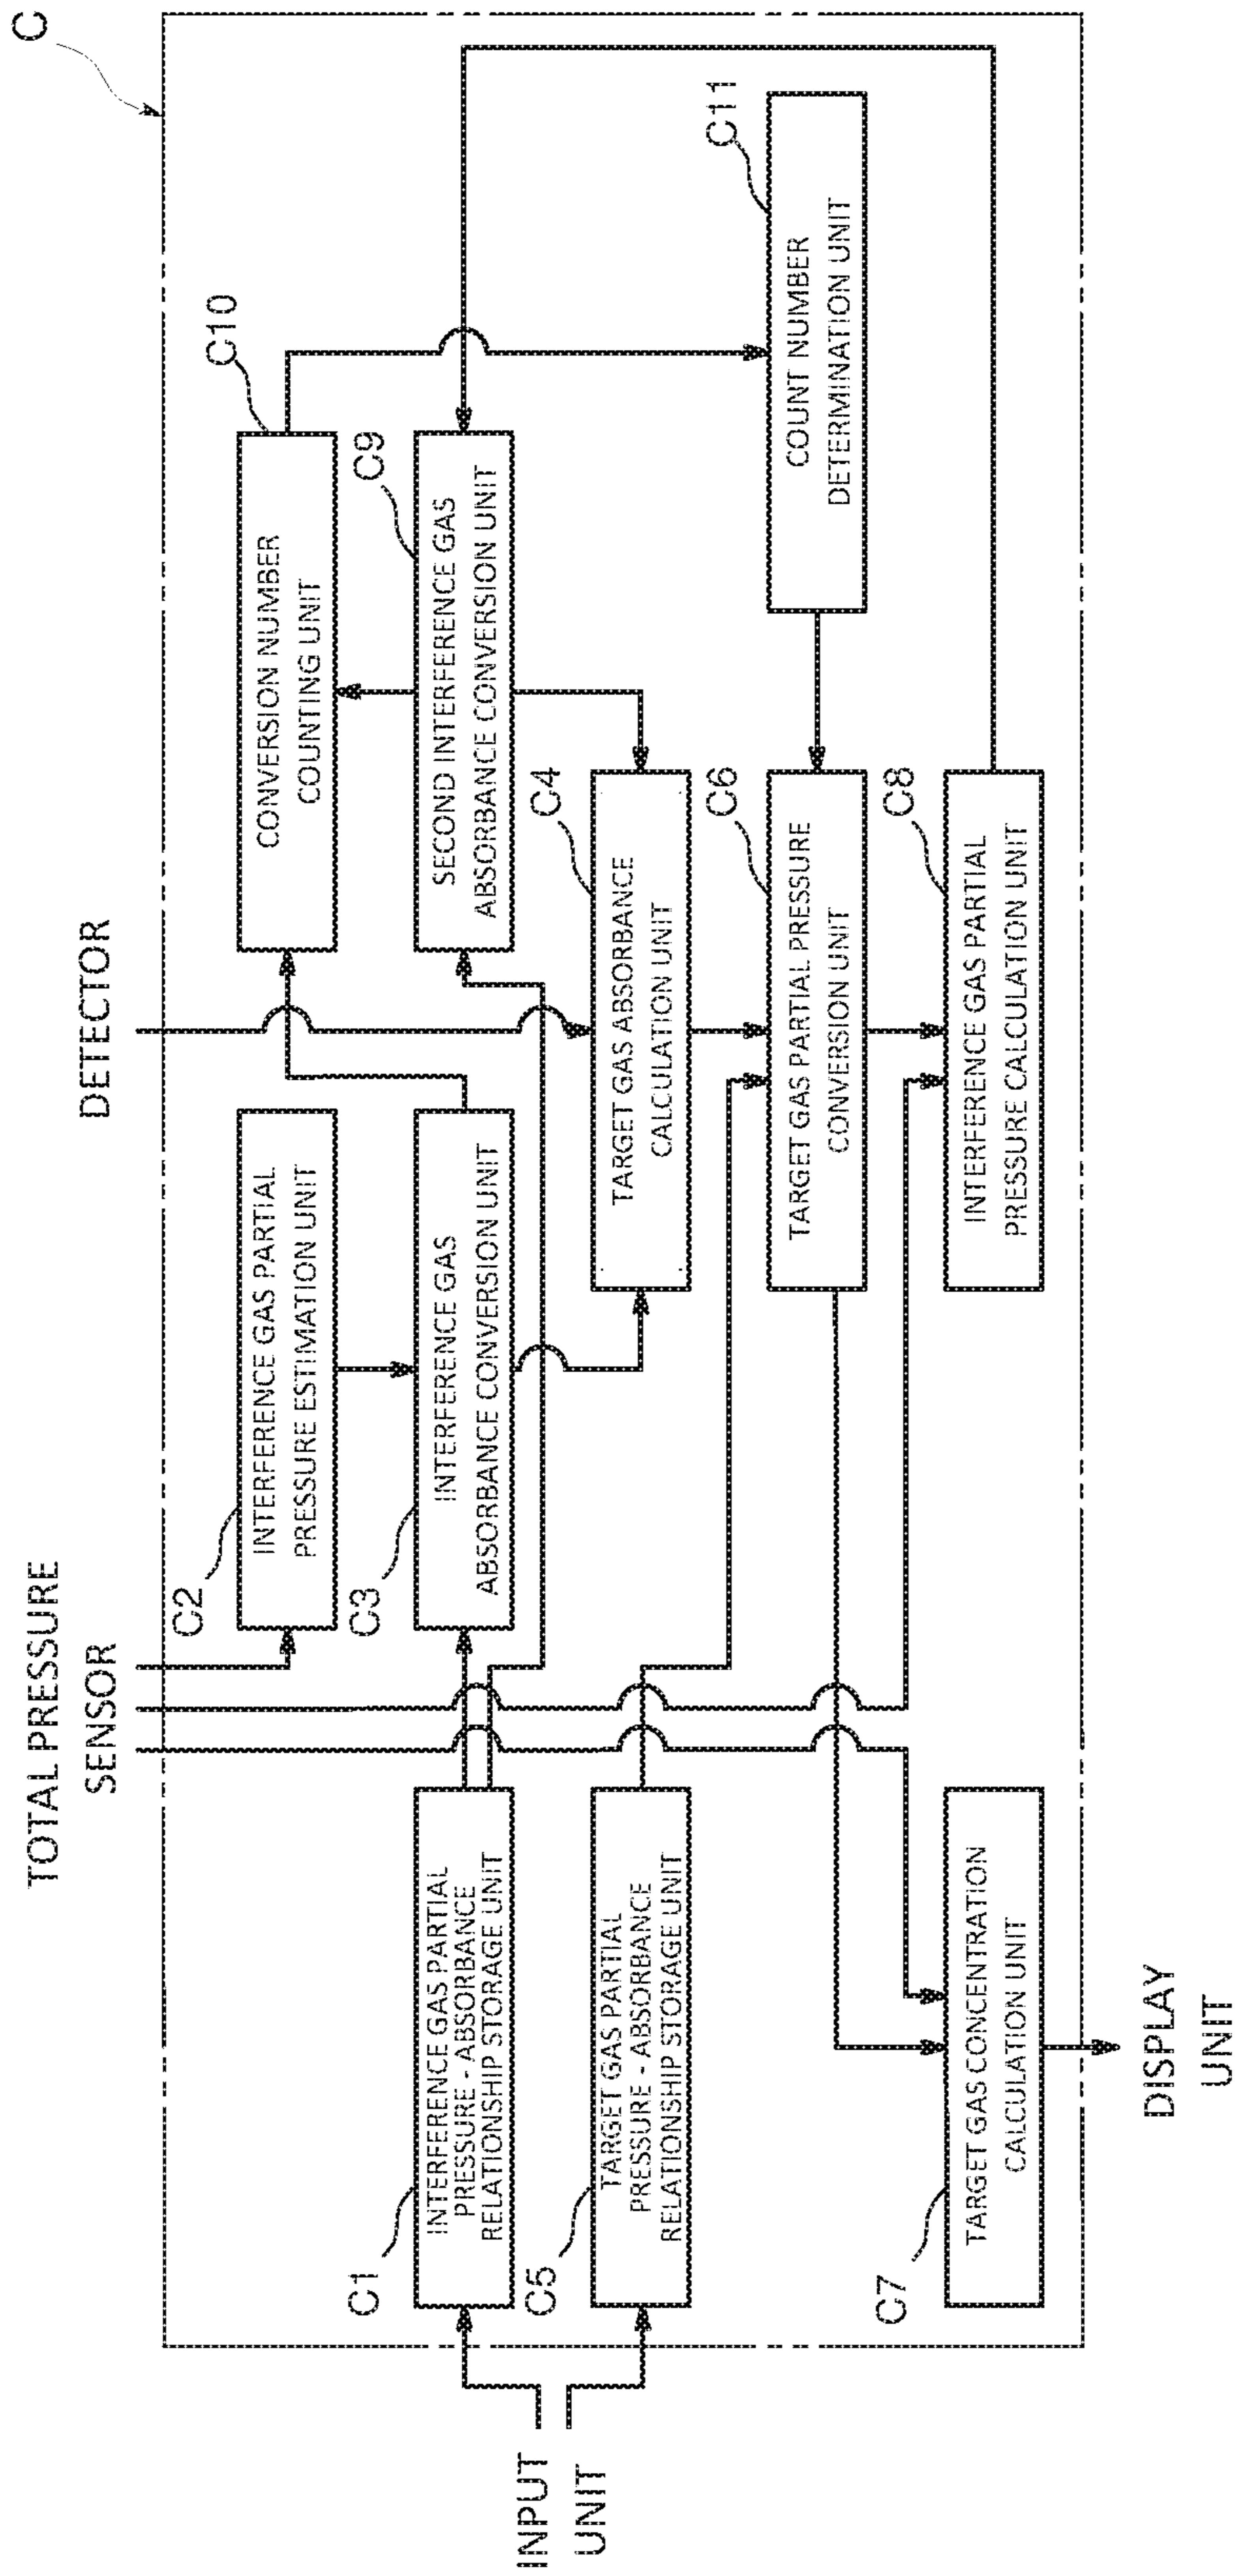 C
TOTAL PRESSURE
SENSOR
DETECTOR
C2
INTERFERENCE GAS PARTIAL
PRESSURE ESTIMATION UNIT
C10
CONVERSION NUMBER
COUNTING UNIT
C1
INTERFERENCE GAS PARTIAL
PRESSURE - ABSORBANCE
RELATIONSHIP STORAGE UNIT
C3
INTERFERENCE GAS
ABSORBANCE CONVERSION UNIT
C9
SECOND INTERFERENCE GAS
ABSORBANCE CONVERSION UNIT
INPUT
UNIT
C5
TARGET GAS PARTIAL
PRESSURE - ABSORBANCE
RELATIONSHIP STORAGE UNIT
C4
TARGET GAS ABSORBANCE
CALCULATION UNIT
C6
TARGET GAS PARTIAL PRESSURE
CONVERSION UNIT
C11
COUNT NUMBER
DETERMINATION UNIT
C7
TARGET GAS CONCENTRATION
CALCULATION UNIT
C8
INTERFERENCE GAS PARTIAL
PRESSURE CALCULATION UNIT
DISPLAY
UNIT